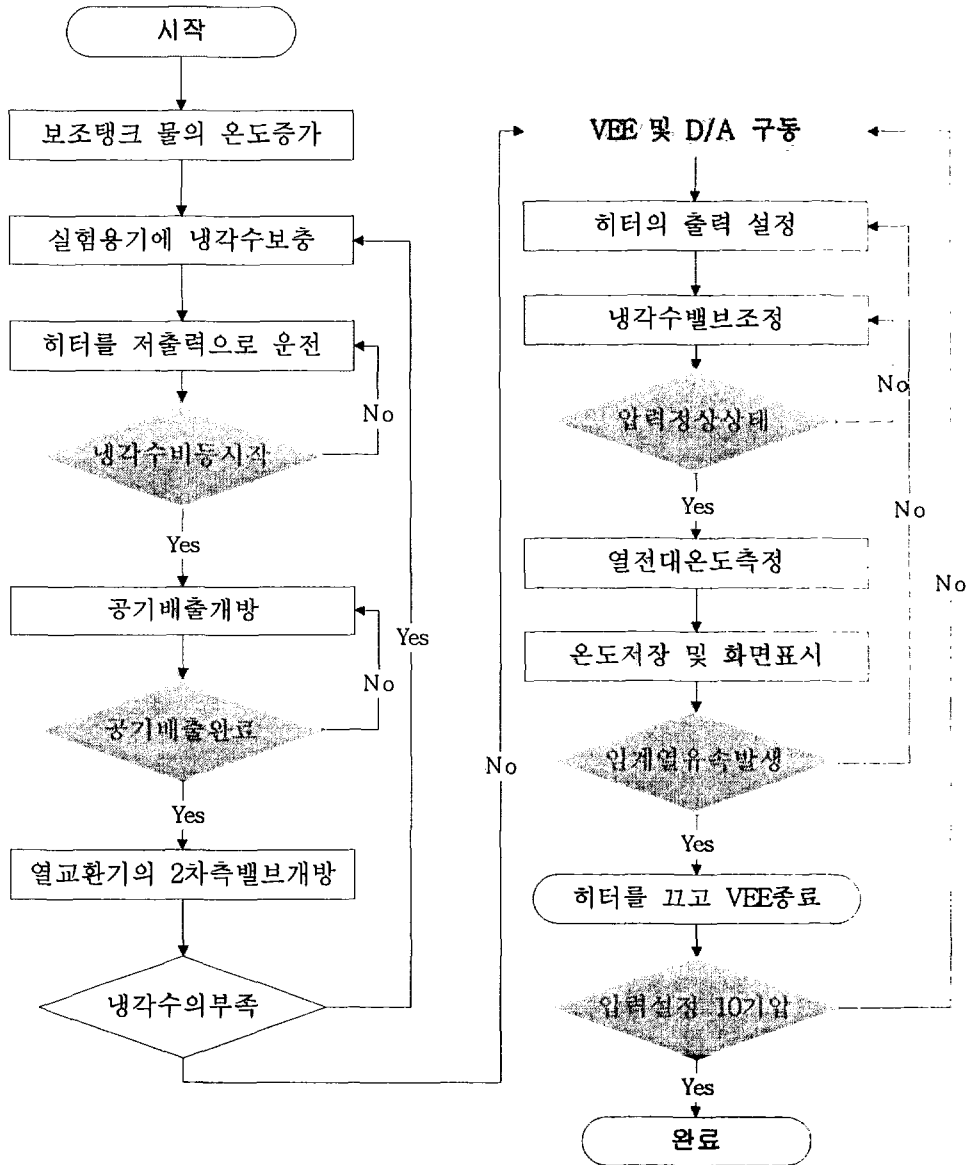 시작
보조탱크 물의 온도증가
실험용기에 냉각수보충
히터를 저출력으로 운전
No
냉각수비등시작
Yes
공기배출개방
No
공기배출완료
Yes
Yes
열교환기의 2차측밸브개방
냉각수의부족
No
VEE 및 D/A 구동
히터의 출력 설정
냉각수밸브조정
No
압력정상상태
Yes
No
열전대온도측정
온도저장 및 화면표시
No
임계열유속발생
Yes
히터를 끄고 VEE종료
압력설정 10기압
Yes
완료